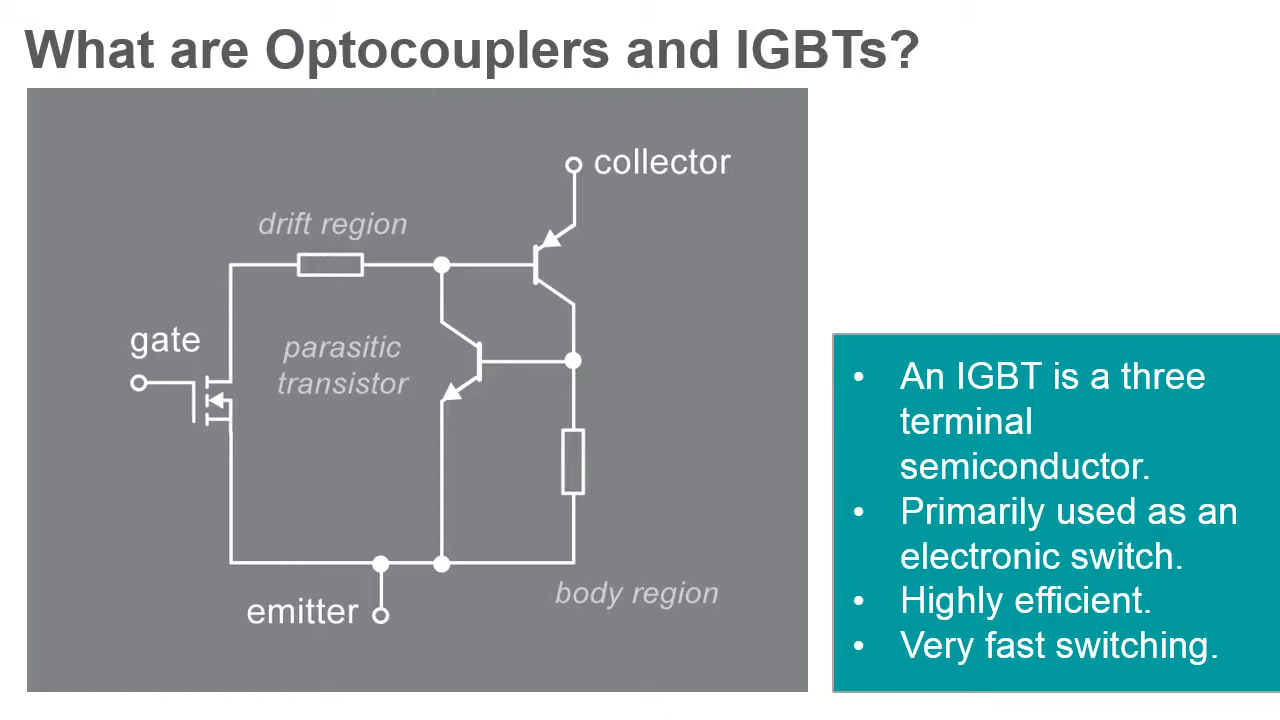 What are Optocouplers and IGBTs?
collector
drift region
gate
parasitic
transistor
emitter
body region
• An IGBT is a three
terminal
semiconductor.
• Primarily used as an
electronic switch.
• Highly efficient.
• Very fast switching.